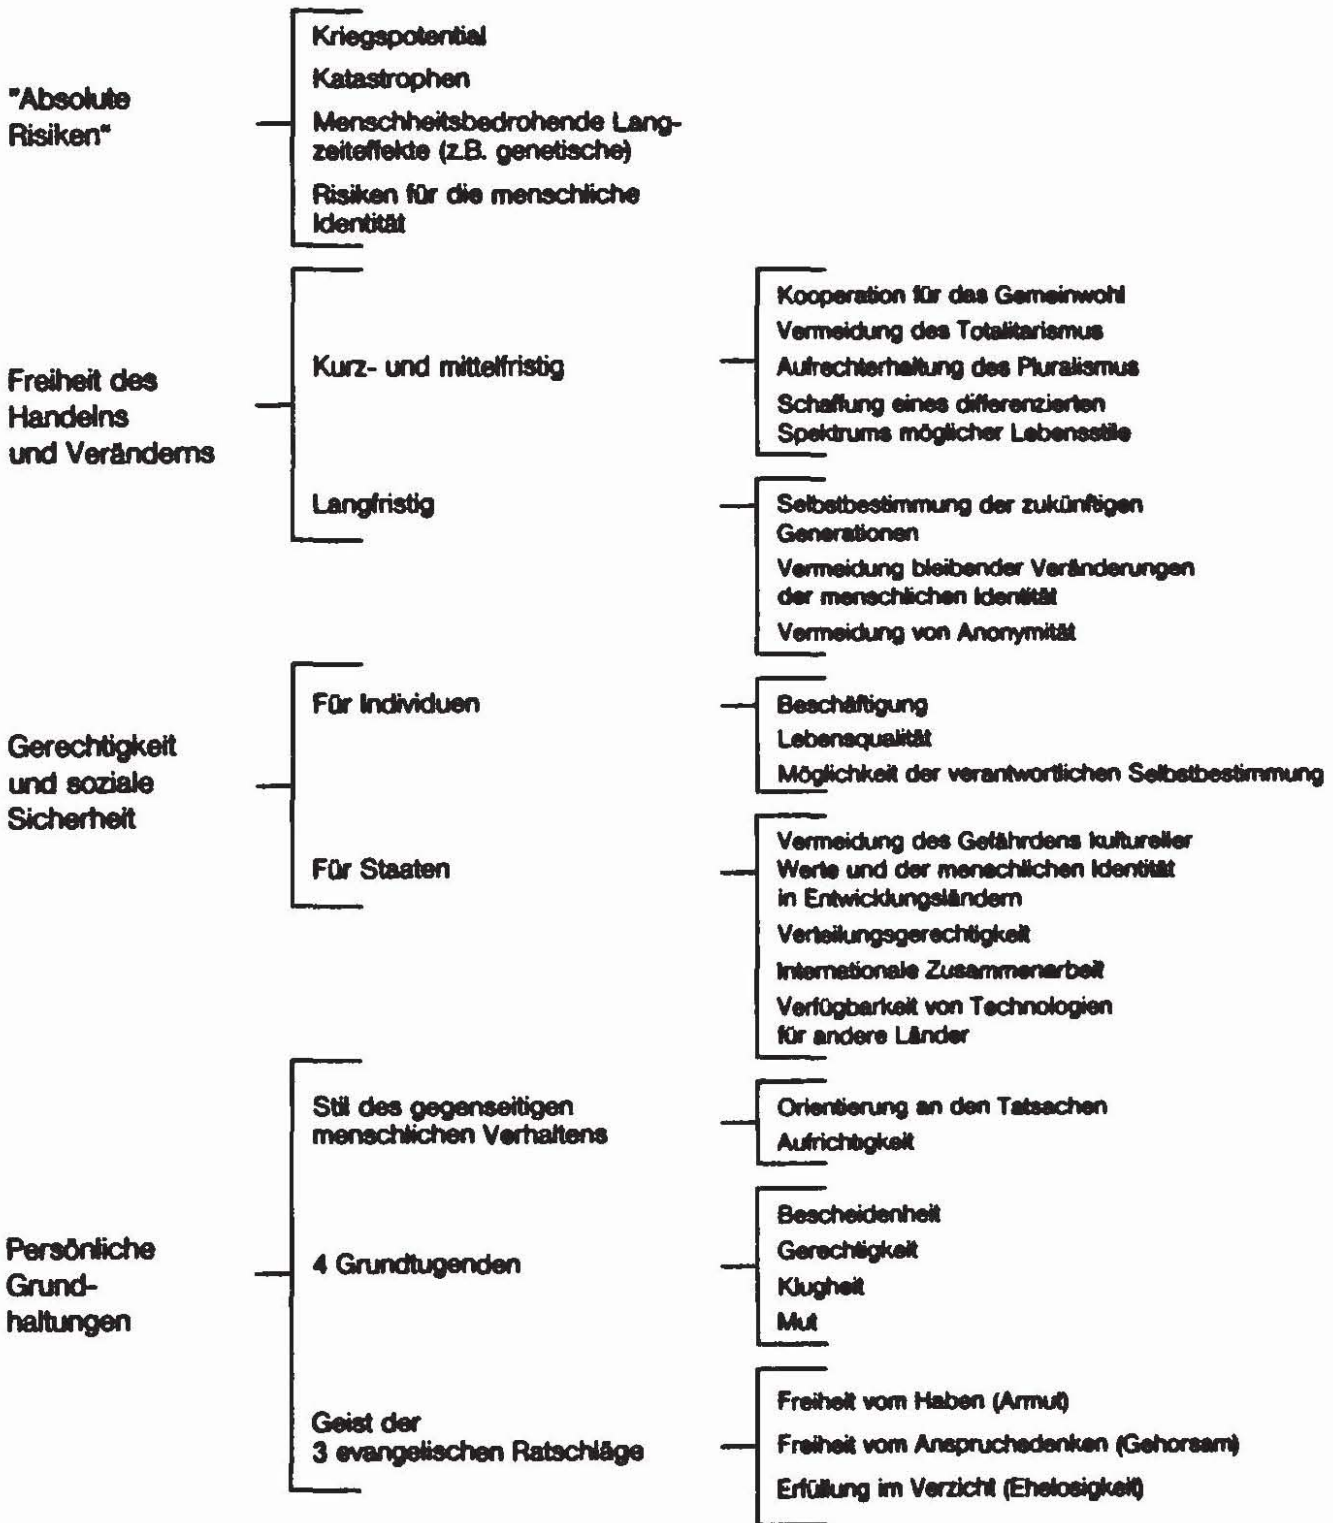 "Absolute
Risiken"
Kriegspotential
Katastrophen
Menschheitsbedrohende Lang-
zeiteffekte (z.B. genetische)
Risiken für die menschliche
Identität
Freiheit des
Handelns
und Veränderns
Kurz- und mittelfristig
Kooperation für das Gemeinwohl
Vermeidung des Totalitarismus
Aufrechterhaltung des Pluralismus
Schaffung eines differenzierten
Spektrums möglicher Lebensstile
Langfristig
Selbstbestimmung der zukünftigen
Generationen
Vermeidung bleibender Veränderungen
der menschlichen Identität
Vermeidung von Anonymität
Gerechtigkeit
und soziale
Sicherheit
Für Individuen
Beschäftigung
Lebensqualität
Möglichkeit der verantwortlichen Selbstbestimmung
Für Staaten
Vermeidung des Gefährdens kultureller
Werte und der menschlichen Identität
in Entwicklungsländern
Verteilungsgerechtigkeit
Internationale Zusammenarbeit
Verfügbarkeit von Technologien
für andere Länder
Persönliche
Grund-
haltungen
Stil des gegenseitigen
menschlichen Verhaltens
Orientierung an den Tatsachen
Aufrichtigkeit
4 Grundtugenden
Bescheidenheit
Gerechtigkeit
Klugheit
Mut
Geist der
3 evangelischen Ratschläge
Freiheit vom Haben (Armut)
Freiheit vom Anspruchsdenken (Gehorsam)
Erfüllung im Verzicht (Ehelosigkeit)